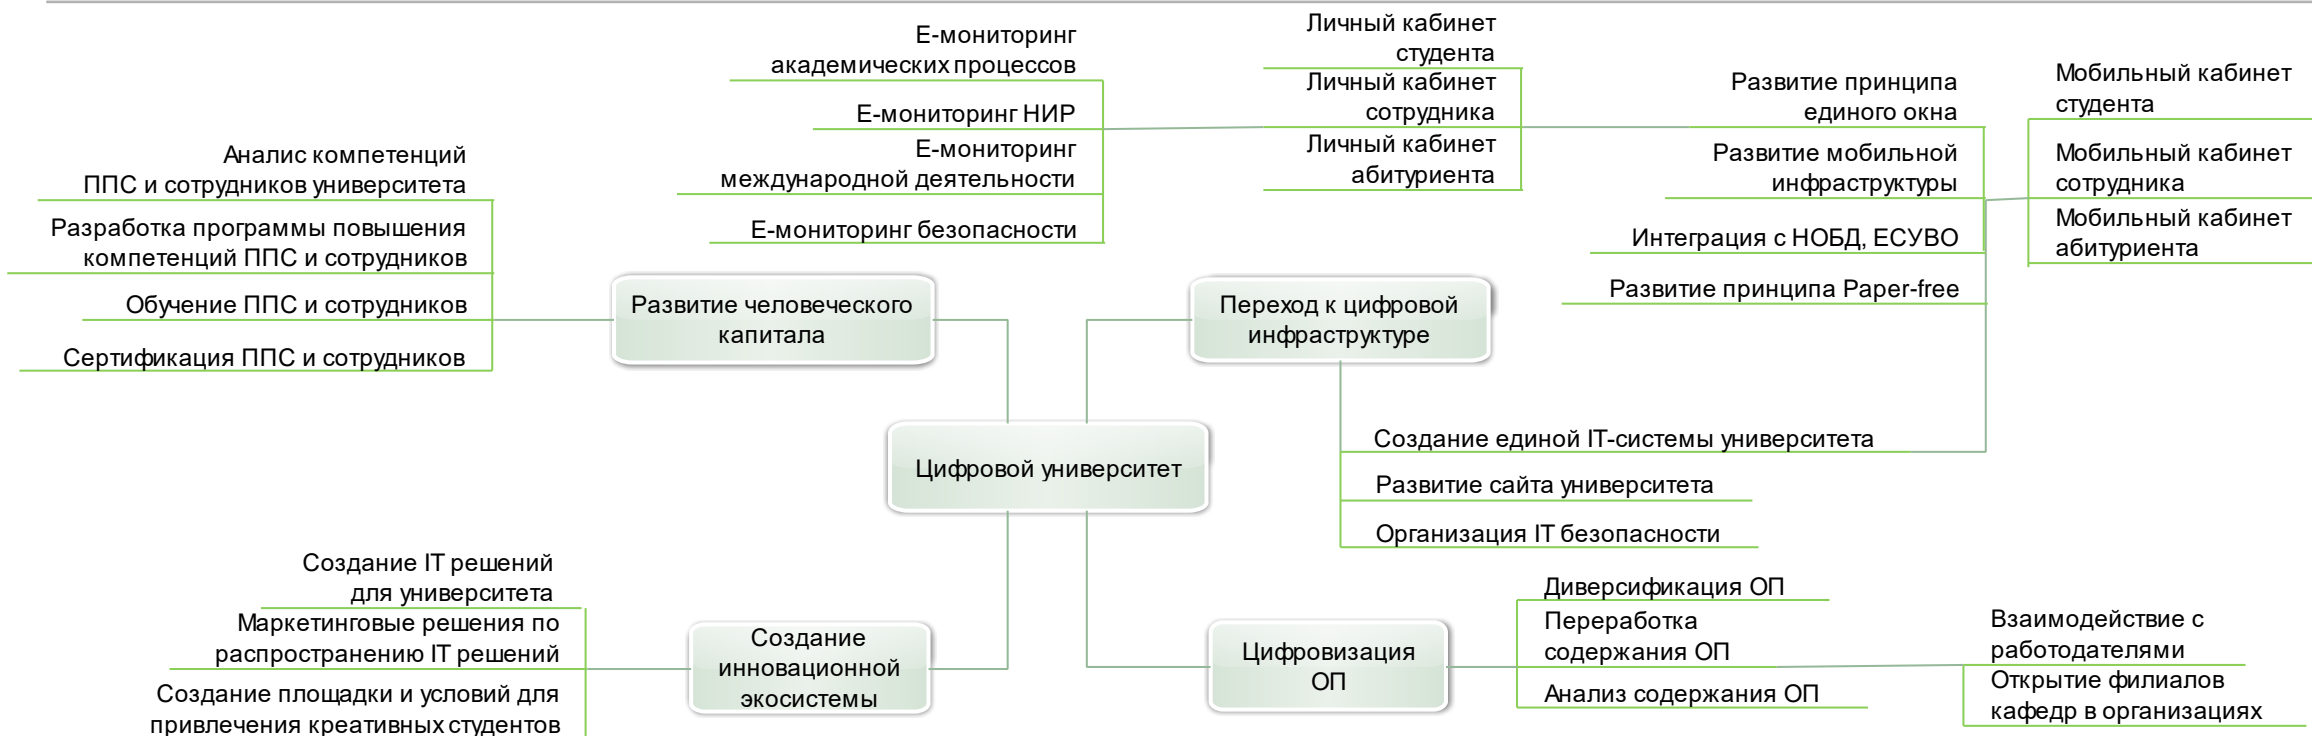 Е-мониторинг
академических процессов
Е-мониторинг НИР
Е-мониторинг
международной деятельности
Е-мониторинг безопасности
Личный кабинет
студента
Личный кабинет
сотрудника
Личный кабинет
абитуриента
Развитие принципа
единого окна
Развитие мобильной
инфраструктуры
Интеграция с НОБД, ЕСУВО
Развитие принципа Paper-free
Мобильный кабинет
студента
Мобильный кабинет
сотрудника
Мобильный кабинет
абитуриента
Аналис компетенций
ППС и сотрудников университета
Разработка программы повышения
компетенций ППС и сотрудников
Обучение ППС и сотрудников
Сертификация ППС и сотрудников
Развитие человеческого
капитала
Переход к цифровой
инфраструктуре
Цифровой университет
Создание единой IT-системы университета
Развитие сайта университета
Организация IT безопасности
Создание IT решений
для университета
Маркетинговые решения по
распространению IT решений
Создание площадки и условий для
привлечения креативных студентов
Создание
инновационной
экосистемы
Цифровизация
ОП
Диверсификация ОП
Переработка
содержания ОП
Анализ содержания ОП
Взаимодействие с
работодателями
Открытие филиалов
кафедр в организациях